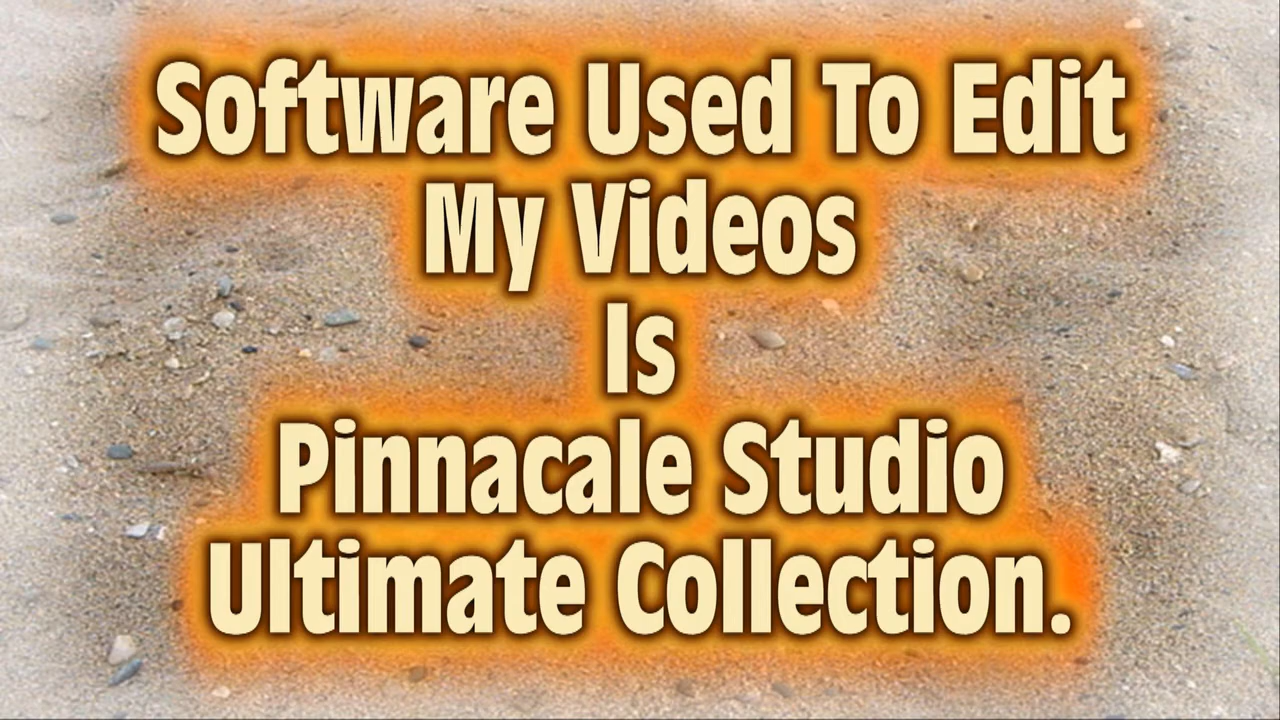 Software Used To Edit
My Videos
Is
Pinnacale Studio
Ultimate Collection.